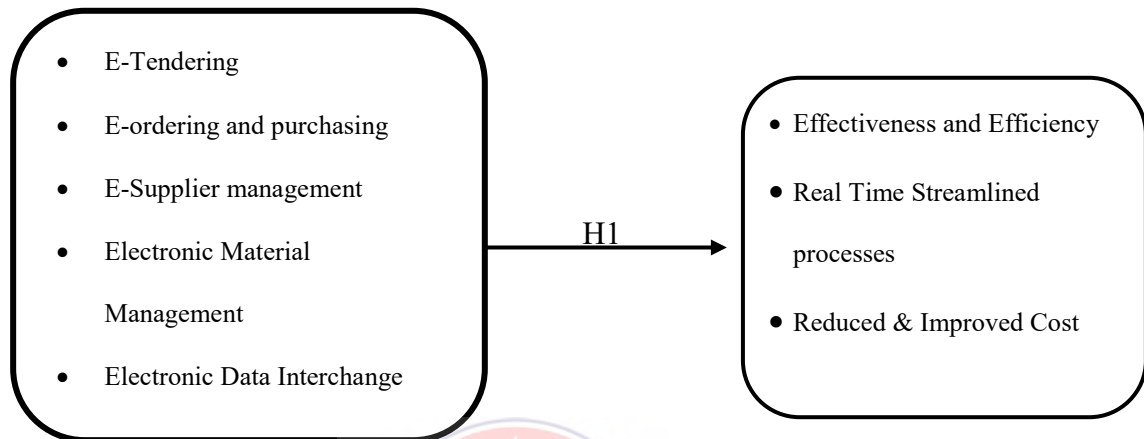 • E-Tendering
• E-ordering and purchasing
• E-Supplier management
• Electronic Material
Management
• Electronic Data Interchange
H1
• Effectiveness and Efficiency
• Real Time Streamlined
processes
• Reduced & Improved Cost